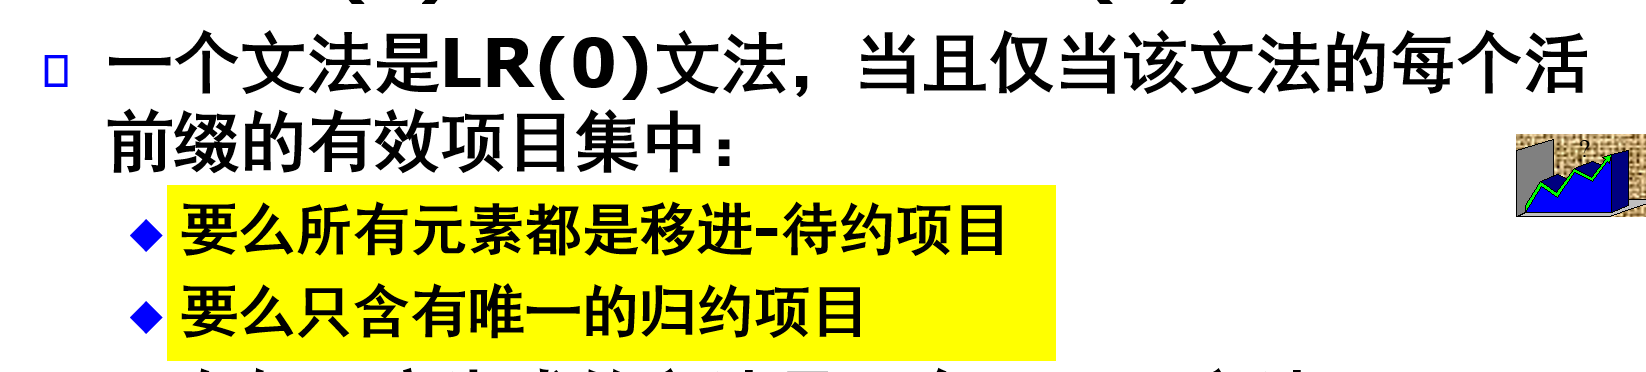 一个文法是LR(0)文法，当且仅当该文法的每个活
前缀的有效项目集中：
要么所有元素都是移进-待约项目
要么只含有唯一的归约项目
?